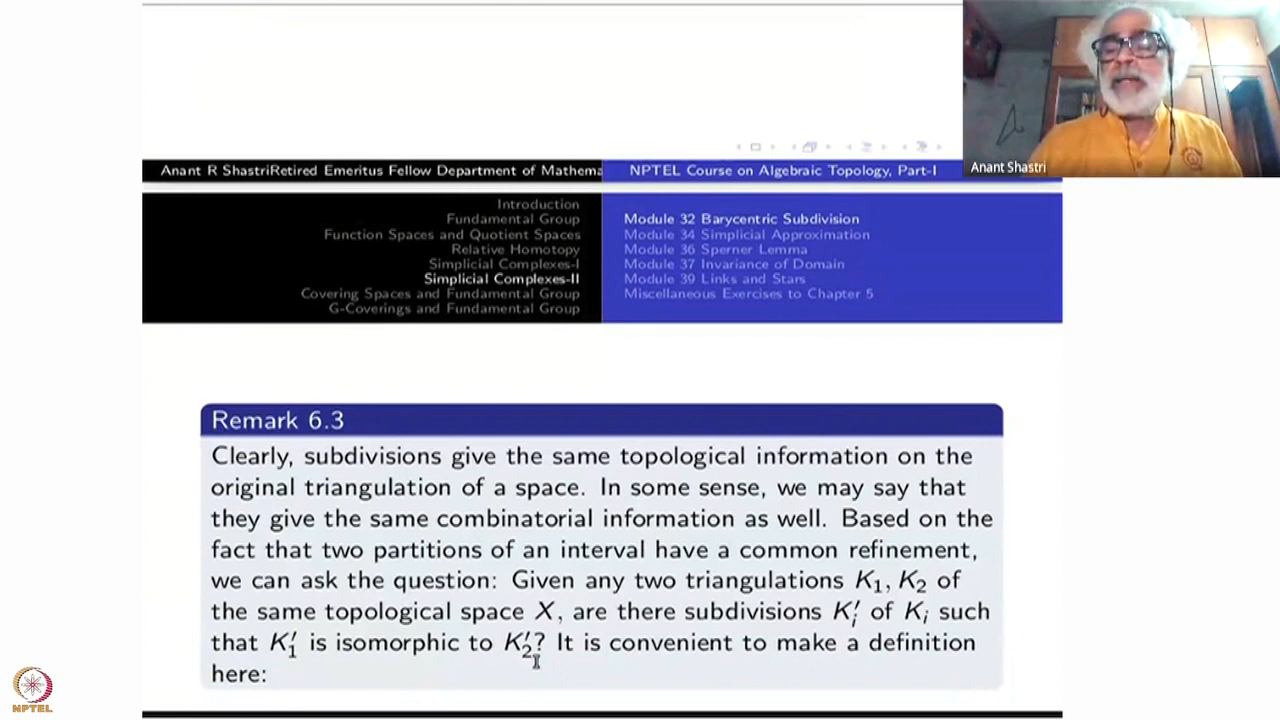 Anant Shastri
Anant R ShastriRetired Emeritus Fellow Department of Mathema
NPTEL Course on Algebraic Topology, Part-I
Introduction
Fundamental Group
Function Spaces and Quotient Spaces
Relative Homotopy
Simplicial Complexes-I
Simplicial Complexes-II
Covering Spaces and Fundamental Group
G-Coverings and Fundamental Group
Module 32 Barycentric Subdivision
Module 34 Simplicial Approximation
Module 36 Sperner Lemma
Module 37 Invariance of Domain
Module 39 Links and Stars
Miscellaneous Exercises to Chapter 5
Remark 6.3
Clearly, subdivisions give the same topological information on the
original triangulation of a space. In some sense, we may say that
they give the same combinatorial information as well. Based on the
fact that two partitions of an interval have a common refinement,
we can ask the question: Given any two triangulations K₁, K₂ of
the same topological space X, are there subdivisions K′ᵢ of Kᵢ such
that K′₁ is isomorphic to K′₂? It is convenient to make a definition
here:
NPTEL